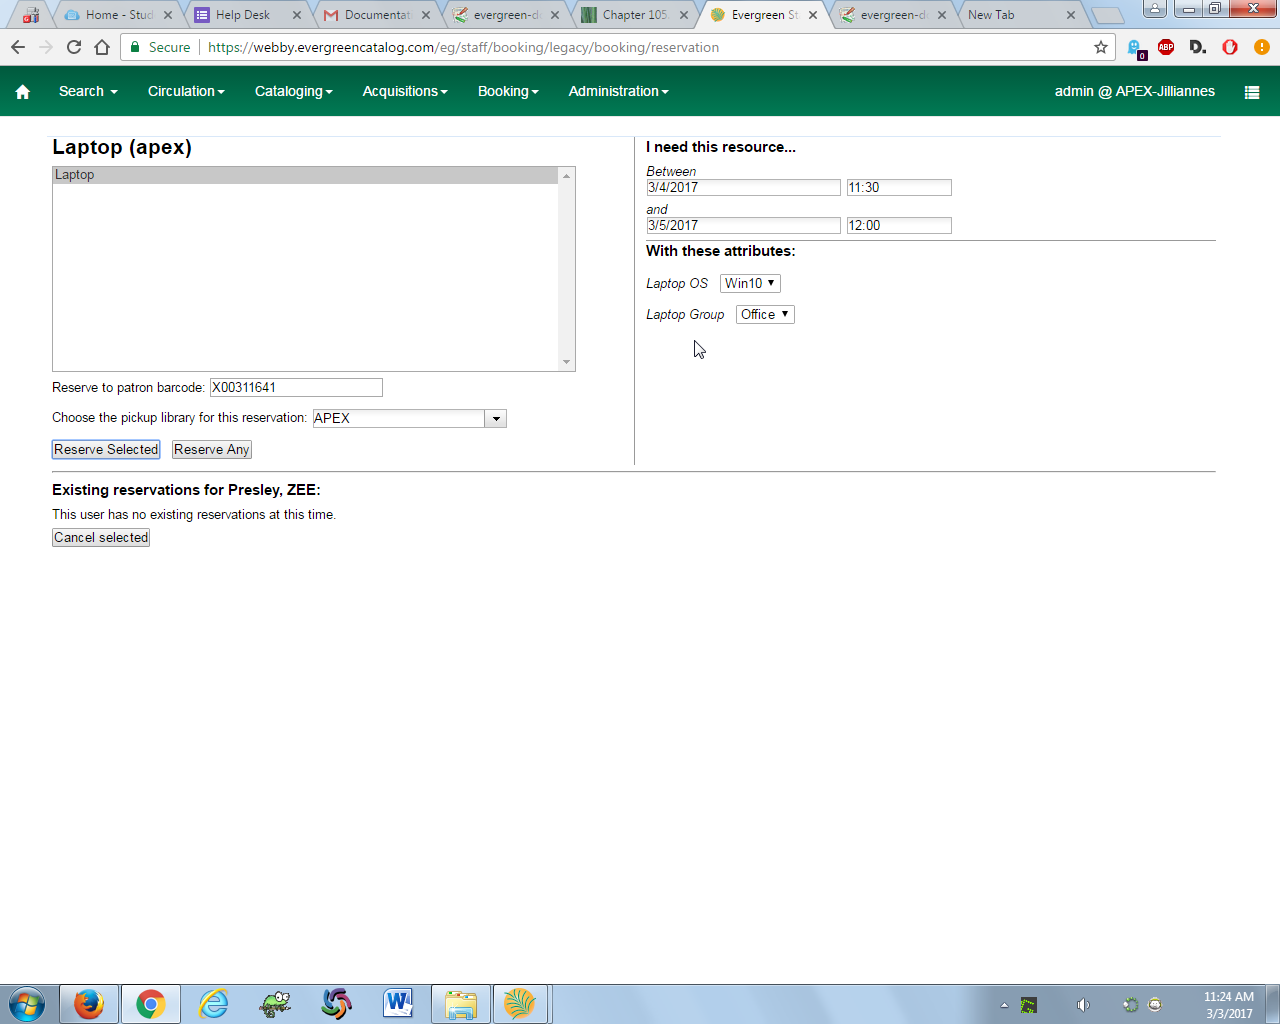 Home - Stud
Help Desk
Documentat
evergreen-d
Chapter 105.
Evergreen St
evergreen-d
New Tab
Secure
https://webby.evergreencatalog.com/eg/staff/booking/legacy/booking/reservation
0
ABP
D.
Search
Circulation
Cataloging
Acquisitions
Booking
Administration
admin @ APEX-Jilliannes
Laptop (apex)
Laptop
Reserve to patron barcode: X00311641
Choose the pickup library for this reservation: APEX
Reserve Selected
Reserve Any
I need this resource...
Between
3/4/2017 11:30
and
3/5/2017 12:00
With these attributes:
Laptop OS Win10
Laptop Group Office
Existing reservations for Presley, ZEE:
This user has no existing reservations at this time.
Cancel selected
11:24 AM
3/3/2017